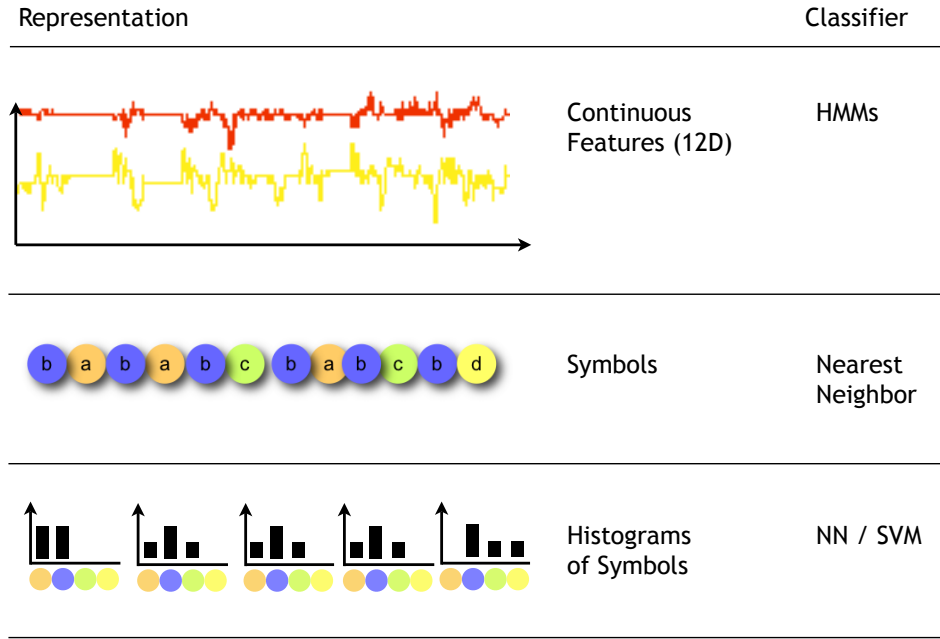 Representation Classifier
Continuous
Features (12D)
HMMs
b a b a b c b a b c b d
Symbols
Nearest
Neighbor
Histograms
of Symbols
NN / SVM